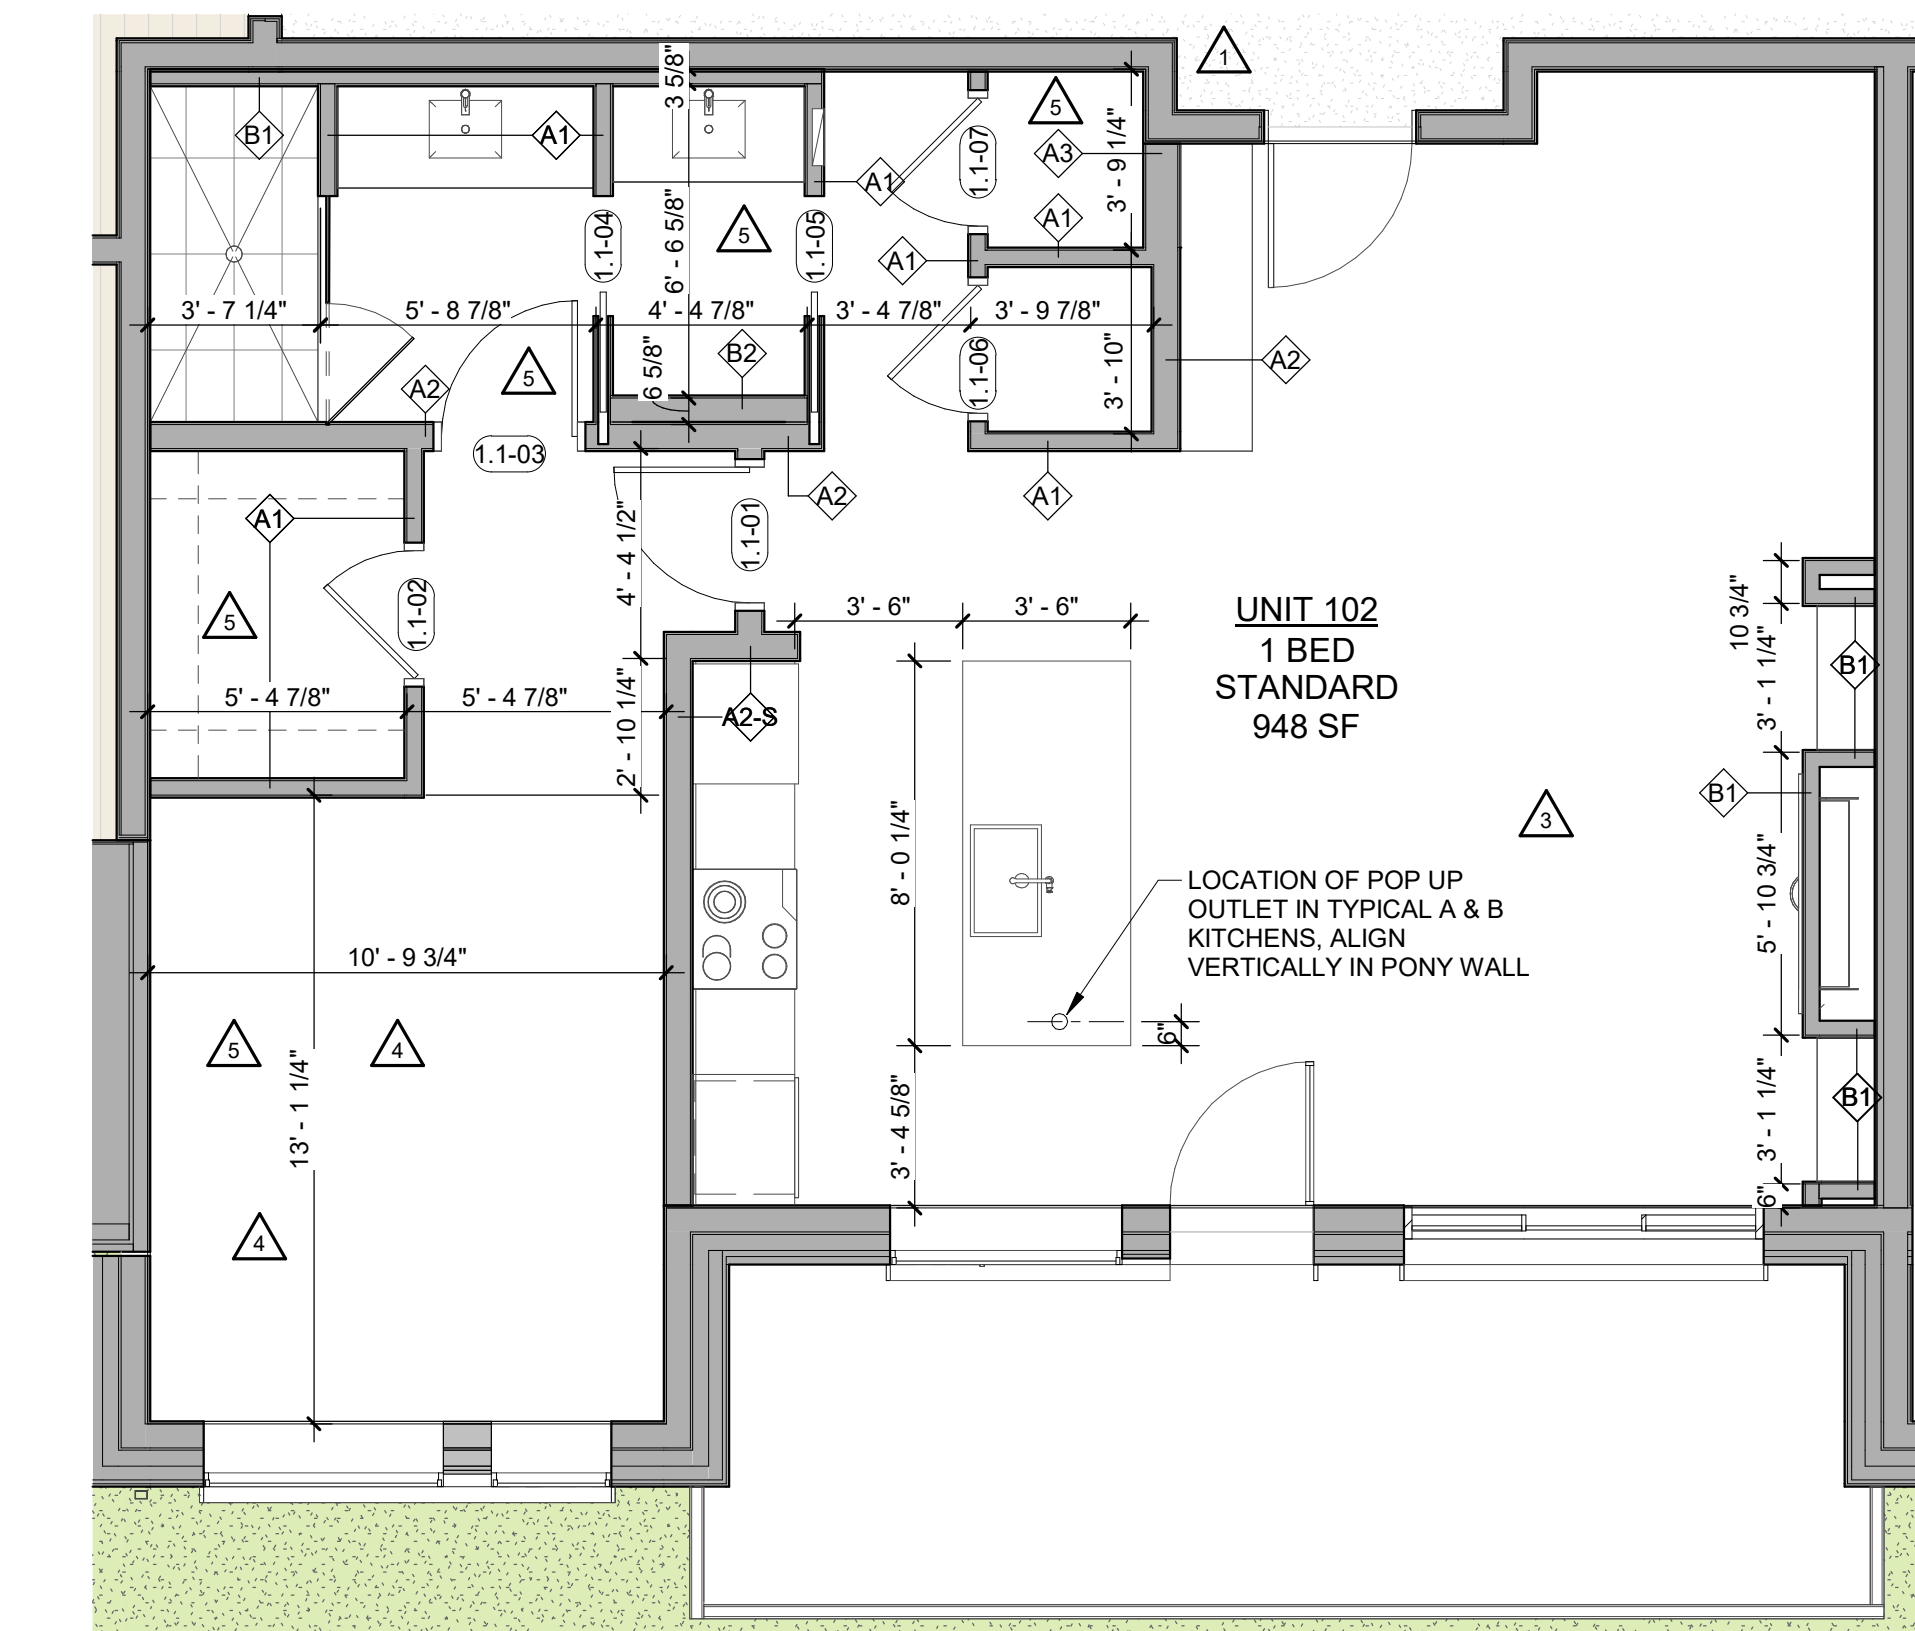 1
3 5/8"
5
B1
A1
A3
1.1-07
3' - 9 1/4"
A1
A1
5
1.1-04
6' - 6 5/8"
1.1-05
A1
3' - 7 1/4"
5' - 8 7/8"
4' - 4 7/8"
3' - 4 7/8"
3' - 9 7/8"
B2
A2
5
A2
6 5/8"
1.1-06
3' - 10"
1.1-03
A2
A1
A1
4' - 4 1/2"
1.1-01
5
1.1-02
3' - 6"
3' - 6"
UNIT 102
1 BED
STANDARD
948 SF
10 3/4"
B1
3' - 1 1/4"
5' - 4 7/8"
5' - 4 7/8"
2' - 10 1/4"
A2-S
B1
3
8' - 0 1/4"
5' - 10 3/4"
LOCATION OF POP UP
OUTLET IN TYPICAL A & B
KITCHENS, ALIGN
VERTICALLY IN PONY WALL
10' - 9 3/4"
6"
5
4
13' - 1 1/4"
3' - 4 5/8"
3' - 1 1/4"
B1
6"
4